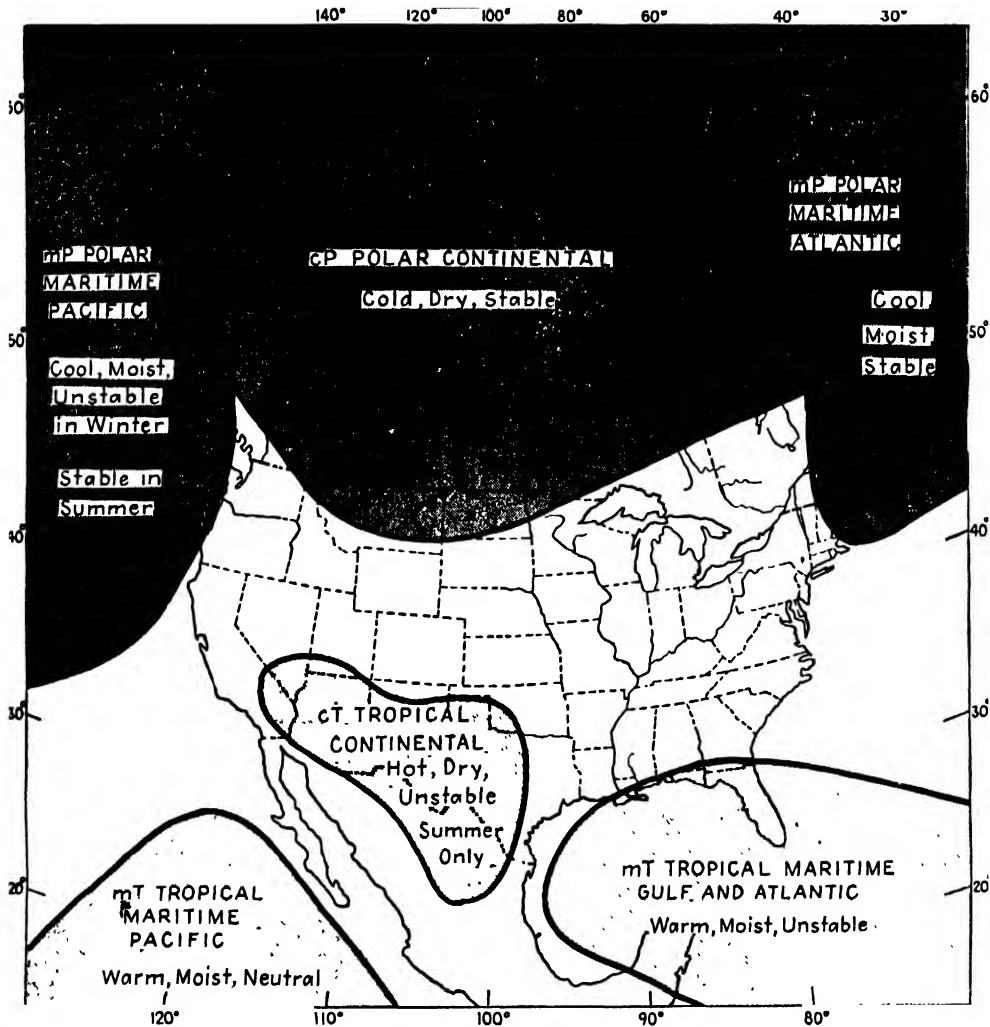 140° 120° 100° 80° 60° 30°
60° 60°
mP POLAR
MARITIME
ATLANTIC
mP POLAR
MARITIME
PACIFIC
cP POLAR CONTINENTAL
Cold, Dry, Stable
Cool
Moist
Stable
50° 50°
Cool, Moist,
Unstable
in Winter
Stable in
Summer
40° 40°
30° 30°
cT TROPICAL
CONTINENTAL
Hot, Dry,
Unstable
Summer
Only
20° 20°
mT TROPICAL
MARITIME
PACIFIC
Warm, Moist, Neutral
mT TROPICAL MARITIME
GULF AND ATLANTIC
Warm, Moist, Unstable
120° 110° 100° 90° 80°